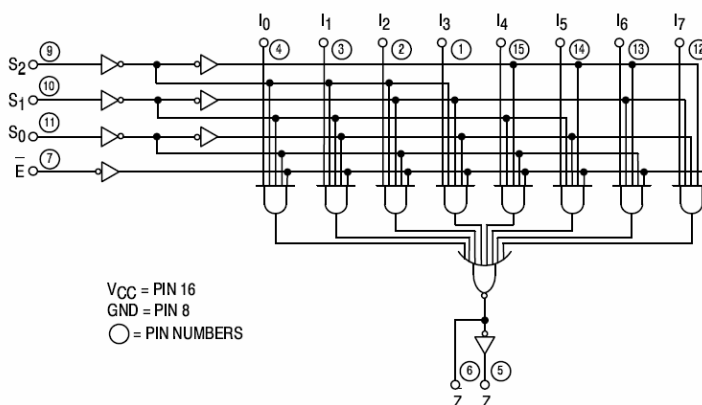 I0 I1 I2 I3 I4 I5 I6 I7
4 3 2 1 15 14 13 12
S2 9
S1 10
S0 11
E 7
VCC = PIN 16
GND = PIN 8
= PIN NUMBERS
6 5
Z Z